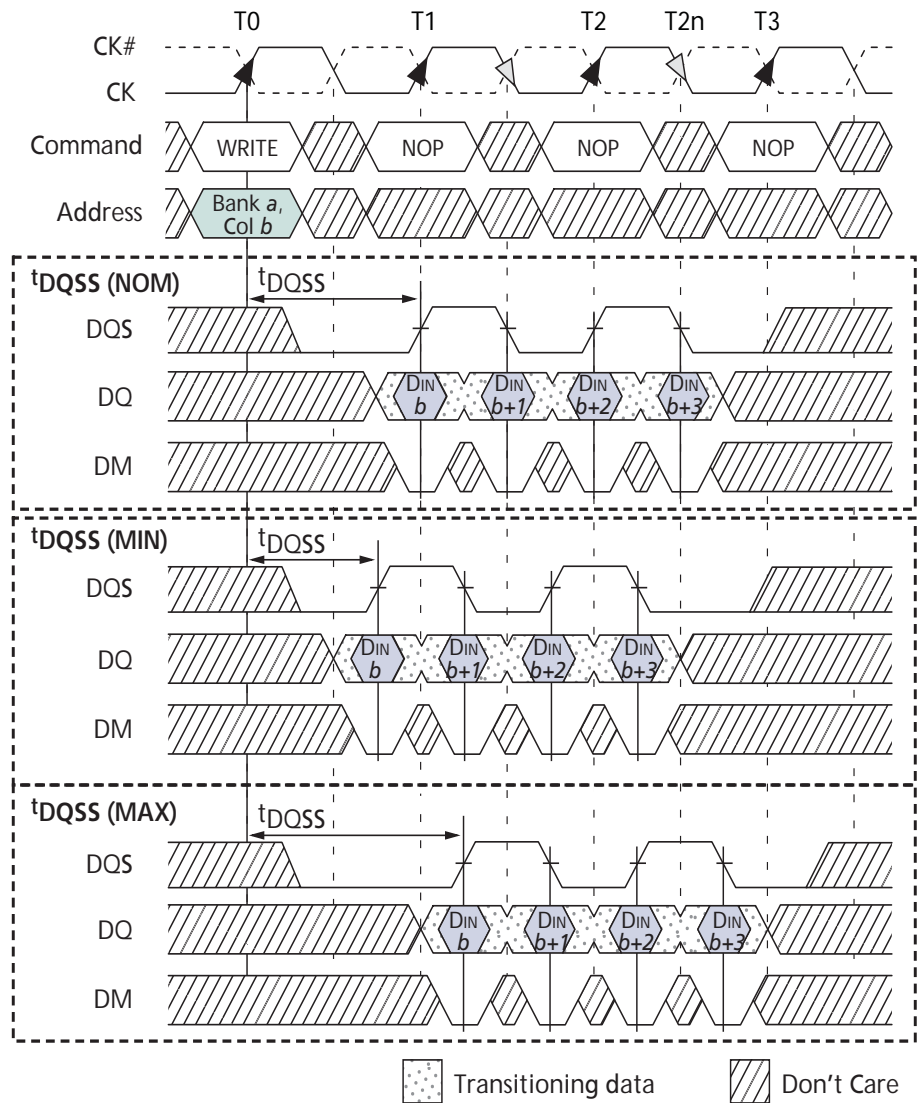 T0 T1 T2 T2n T3
CK#
CK
Command WRITE NOP NOP NOP
Address Bank a,
Col b
tDQSS (NOM) tDQSS
DQS
DQ DIN DIN DIN DIN
b b+1 b+2 b+3
DM
tDQSS (MIN) tDQSS
DQS
DQ DIN DIN DIN DIN
b b+1 b+2 b+3
DM
tDQSS (MAX) tDQSS
DQS
DQ DIN DIN DIN DIN
b b+1 b+2 b+3
DM
Transitioning data Don't Care